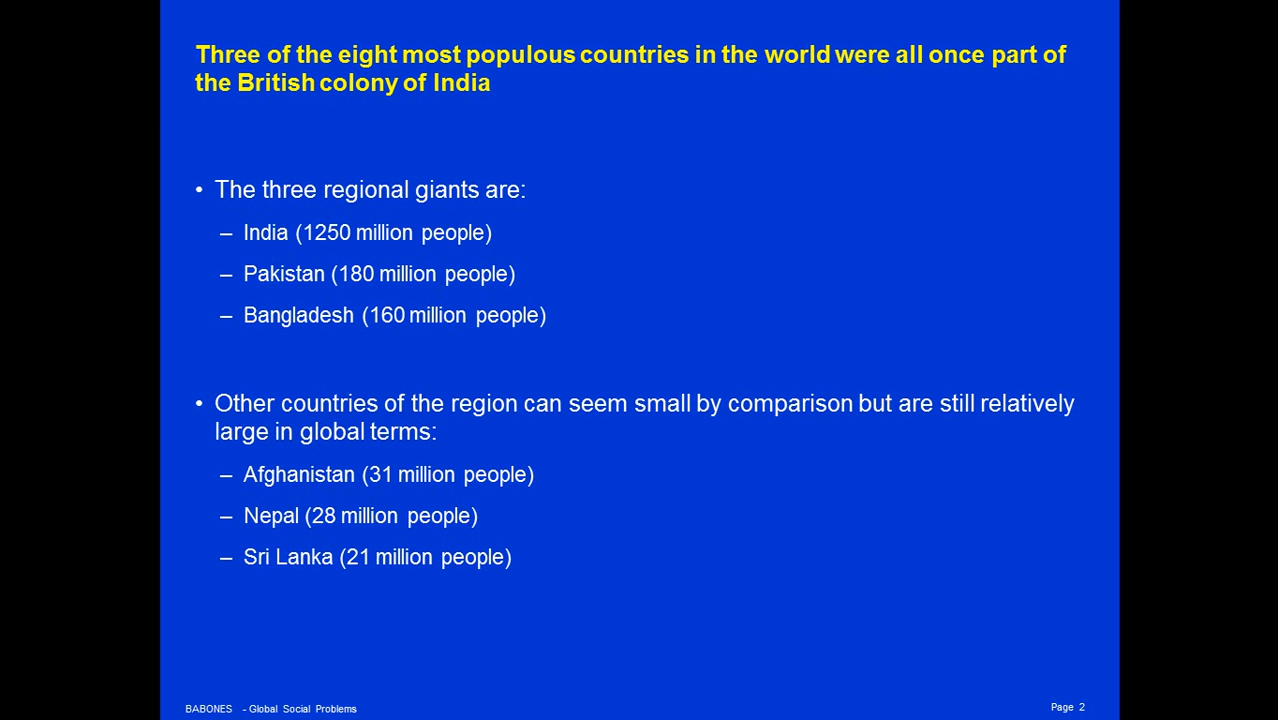 Three of the eight most populous countries in the world were all once part of
the British colony of India
• The three regional giants are:
– India (1250 million people)
– Pakistan (180 million people)
– Bangladesh (160 million people)
• Other countries of the region can seem small by comparison but are still relatively
large in global terms:
– Afghanistan (31 million people)
– Nepal (28 million people)
– Sri Lanka (21 million people)
BABONES - Global Social Problems
Page 2